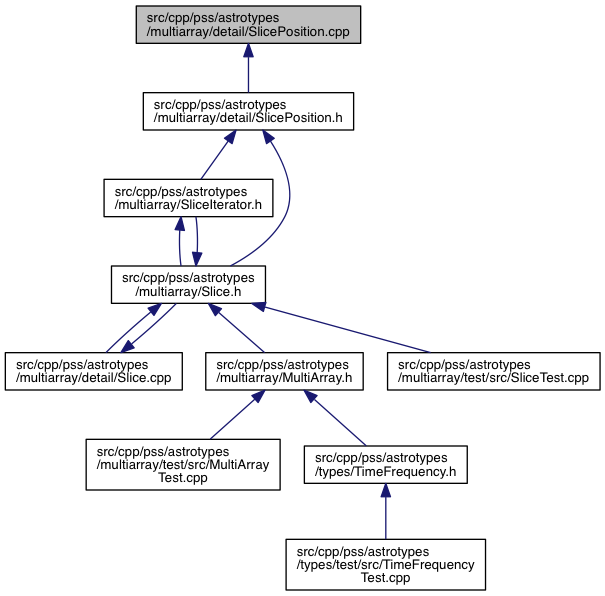 src/cpp/pss/astrotypes
/multiarray/detail/SlicePosition.cpp
src/cpp/pss/astrotypes
/multiarray/detail/SlicePosition.h
src/cpp/pss/astrotypes
/multiarray/SliceIterator.h
src/cpp/pss/astrotypes
/multiarray/Slice.h
src/cpp/pss/astrotypes
/multiarray/detail/Slice.cpp
src/cpp/pss/astrotypes
/multiarray/MultiArray.h
src/cpp/pss/astrotypes
/multiarray/test/src/SliceTest.cpp
src/cpp/pss/astrotypes
/multiarray/test/src/MultiArray
Test.cpp
src/cpp/pss/astrotypes
/types/TimeFrequency.h
src/cpp/pss/astrotypes
/types/test/src/TimeFrequency
Test.cpp